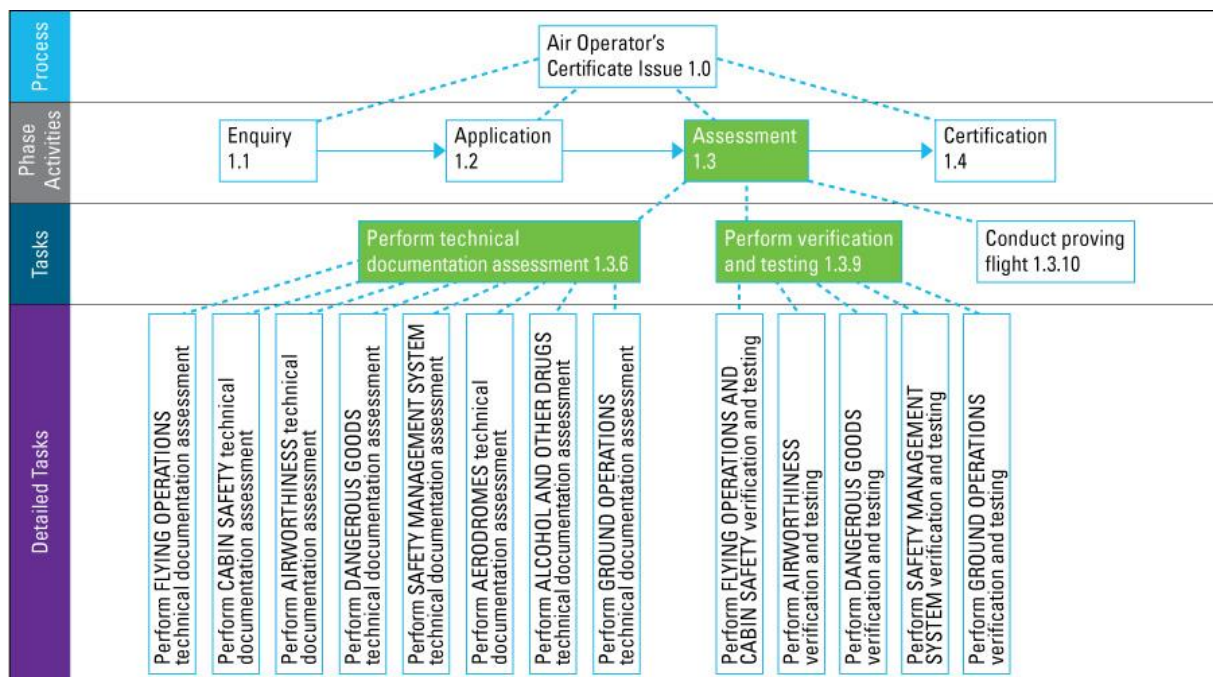 Process
Air Operator's
Certificate Issue 1.0
Phase
Activities
Enquiry
1.1
Application
1.2
Assessment
1.3
Certification
1.4
Tasks
Perform technical
documentation assessment 1.3.6
Perform verification
and testing 1.3.9
Conduct proving
flight 1.3.10
Detailed Tasks
Perform FLYING OPERATIONS
technical documentation assessment
Perform CABIN SAFETY technical
documentation assessment
Perform AIRWORTHINESS technical
documentation assessment
Perform DANGEROUS GOODS
technical documentation assessment
Perform SAFETY MANAGEMENT SYSTEM
technical documentation assessment
Perform AERODROMES technical
documentation assessment
Perform ALCOHOL AND OTHER DRUGS
technical documentation assessment
Perform GROUND OPERATIONS
technical documentation assessment
Perform FLYING OPERATIONS AND
CABIN SAFETY verification and testing
Perform AIRWORTHINESS
verification and testing
Perform DANGEROUS GOODS
verification and testing
Perform SAFETY MANAGEMENT
SYSTEM verification and testing
Perform GROUND OPERATIONS
verification and testing